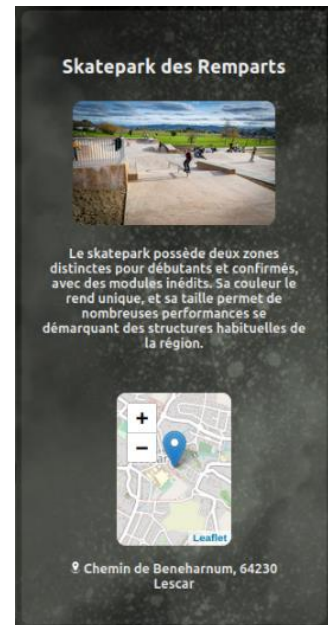 Skatepark des Remparts
Le skatepark possède deux zones
distinctes pour débutants et confirmés,
avec des modules inédits. Sa couleur le
rend unique, et sa taille permet de
nombreuses performances se
démarquant des structures habituelles de
la région.
+
−
Leaflet
Chemin de Beneharnum, 64230
Lescar